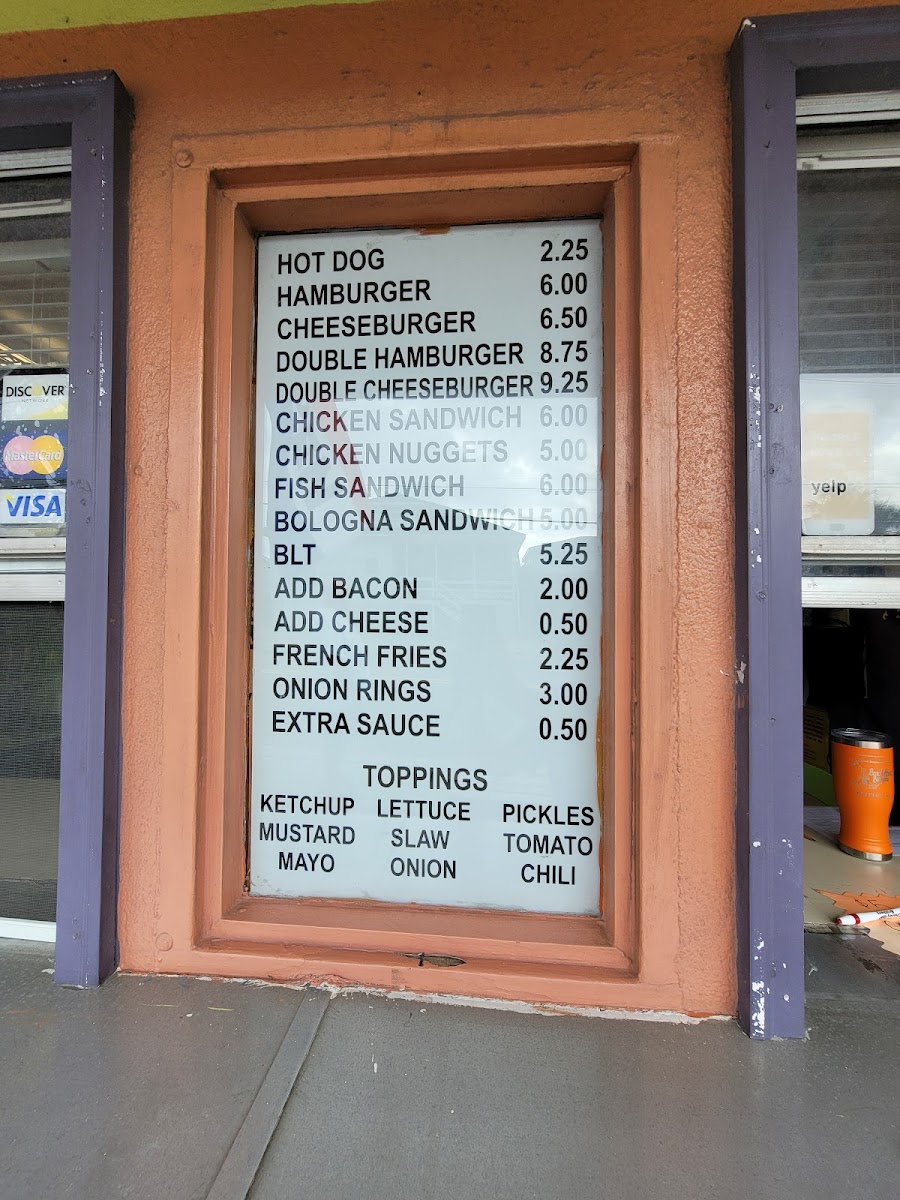 HOT DOG 2.25
HAMBURGER 6.00
CHEESEBURGER 6.50
DOUBLE HAMBURGER 8.75
DOUBLE CHEESEBURGER 9.25
CHICKEN SANDWICH 6.00
CHICKEN NUGGETS 5.00
FISH SANDWICH 6.00
BOLOGNA SANDWICH 5.00
BLT 5.25
ADD BACON 2.00
ADD CHEESE 0.50
FRENCH FRIES 2.25
ONION RINGS 3.00
EXTRA SAUCE 0.50
TOPPINGS
KETCHUP LETTUCE PICKLES
MUSTARD SLAW TOMATO
MAYO ONION CHILI
DISCOVER
NETWORK
MasterCard
VISA
yelp